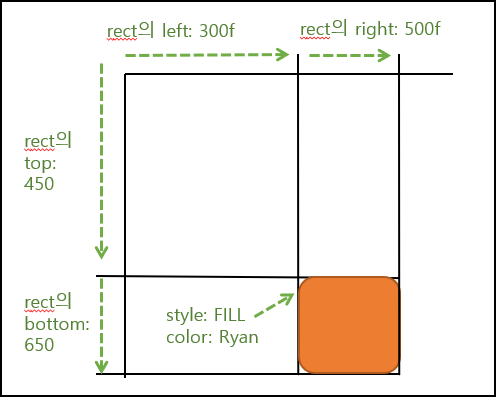 rect의 left: 300f
rect의 right: 500f
rect의
top:
450
rect의
bottom:
650
style: FILL
color: Ryan